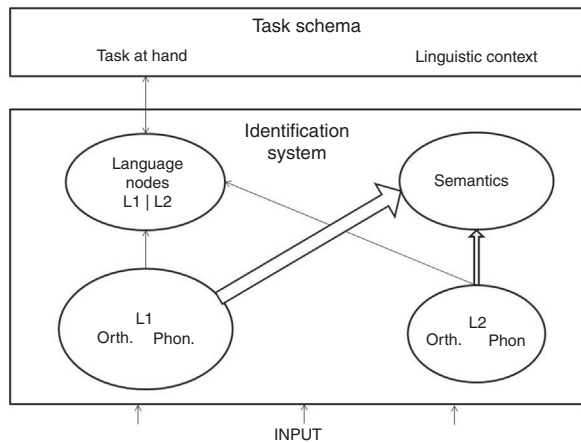 Task schema
Task at hand
Linguistic context
Identification
system
Language
nodes
L1 | L2
Semantics
L1
Orth. Phon.
L2
Orth. Phon
INPUT